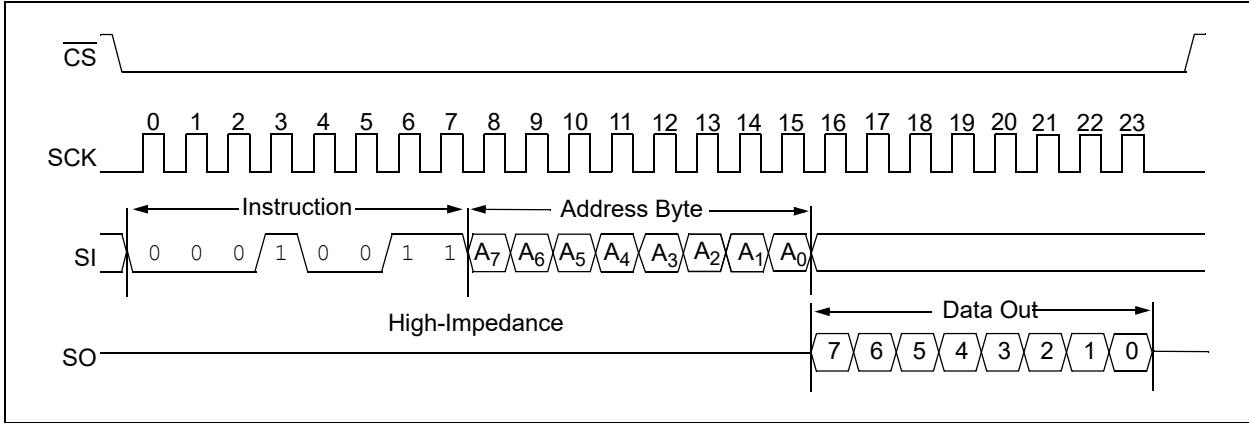 CS
0 1 2 3 4 5 6 7 8 9 10 11 12 13 14 15 16 17 18 19 20 21 22 23
SCK
Instruction Address Byte
SI 0 0 0 1 0 0 1 1 A7 A6 A5 A4 A3 A2 A1 A0
Data Out
High-Impedance
SO 7 6 5 4 3 2 1 0